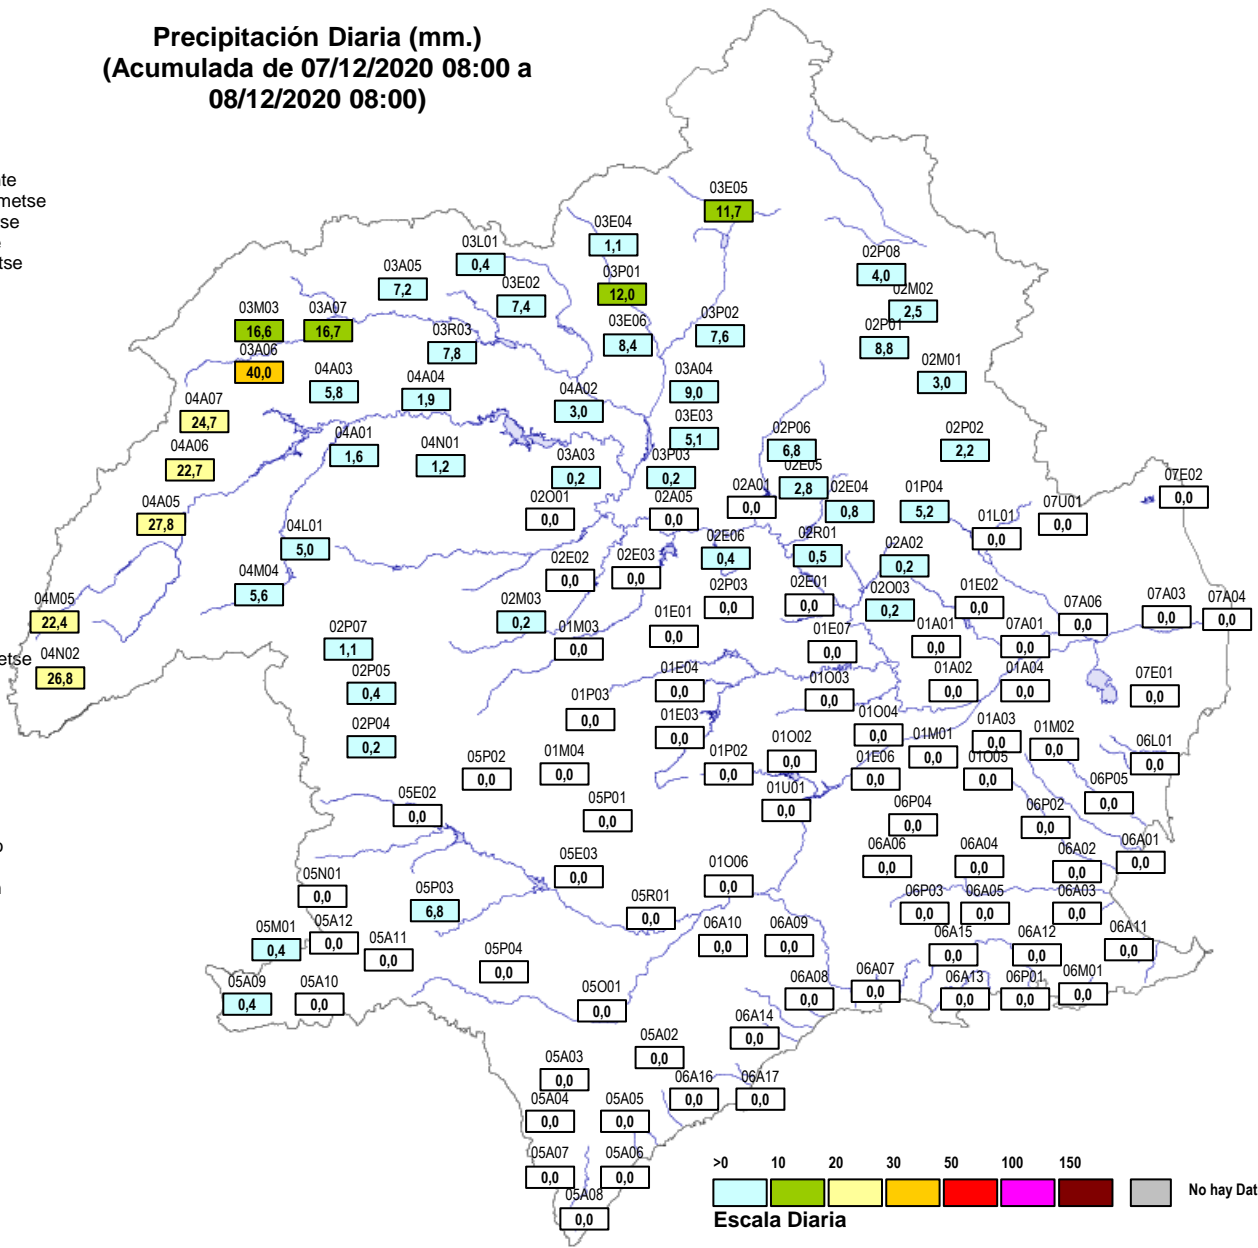 Precipitación Diaria (mm.)
(Acumulada de 07/12/2020 08:00 a
08/12/2020 08:00)
nte
metse
se
e
tse
etse
o
n
03E05
11,7
03E04
1,1
03L01
0,4
02P08
4,0
03A05
7,2
03P01
12,0
03E02
7,4
02M02
2,5
03M03
16,6
03A07
16,7
03P02
7,6
03E06
8,4
02P01
8,8
03R03
7,8
03A06
40,0
02M01
3,0
04A03
5,8
04A04
1,9
03A04
9,0
04A02
3,0
04A07
24,7
03E03
5,1
04A01
1,6
04N01
1,2
02P06
6,8
02P02
2,2
04A06
22,7
03A03
0,2
03P03
0,2
02E05
2,8
07E02
0,0
02A01
0,0
02E04
0,8
01P04
5,2
04A05
27,8
02O01
0,0
02A05
0,0
07U01
0,0
01L01
0,0
04L01
5,0
02E06
0,4
02R01
0,5
02A02
0,2
02E02
0,0
02E03
0,0
04M04
5,6
02P03
0,0
02E01
0,0
02O03
0,2
01E02
0,0
07A03
0,0
07A04
0,0
04M05
22,4
02M03
0,2
07A06
0,0
01E01
0,0
01M03
0,0
02P07
1,1
01E07
0,0
01A01
0,0
07A01
0,0
04N02
26,8
02P05
0,4
01E04
0,0
01O03
0,0
01A02
0,0
01A04
0,0
07E01
0,0
01P03
0,0
01E03
0,0
02P04
0,2
01O04
0,0
01A03
0,0
01M02
0,0
01O02
0,0
01M01
0,0
06L01
0,0
05P02
0,0
01M04
0,0
01P02
0,0
01E06
0,0
01O05
0,0
01U01
0,0
06P05
0,0
05E02
0,0
05P01
0,0
06P04
0,0
06P02
0,0
05E03
0,0
06A06
0,0
06A04
0,0
06A02
0,0
06A01
0,0
01O06
0,0
05N01
0,0
05P03
6,8
05R01
0,0
06P03
0,0
06A05
0,0
06A03
0,0
05M01
0,4
05A12
0,0
06A10
0,0
06A09
0,0
06A11
0,0
05A11
0,0
06A15
0,0
06A12
0,0
05P04
0,0
05A09
0,4
05A10
0,0
05O01
0,0
06A08
0,0
06A07
0,0
06A13
0,0
06P01
0,0
06M01
0,0
06A14
0,0
05A02
0,0
05A03
0,0
06A16
0,0
06A17
0,0
05A04
0,0
05A05
0,0
05A07
0,0
05A06
0,0
05A08
0,0
>0 10 20 30 50 100 150
No hay Dat
Escala Diaria